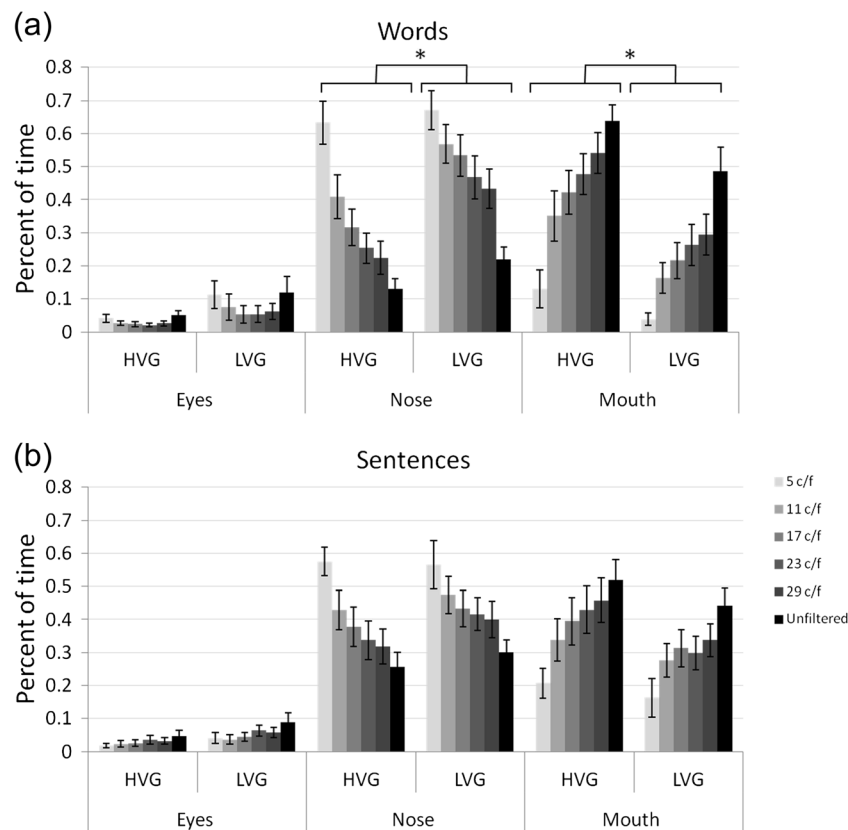 (a)
Words
* *
Percent of time
0.8
0.7
0.6
0.5
0.4
0.3
0.2
0.1
0
HVG LVG HVG LVG HVG LVG
Eyes Nose Mouth
(b)
Sentences
Percent of time
0.8
0.7
0.6
0.5
0.4
0.3
0.2
0.1
0
HVG LVG HVG LVG HVG LVG
Eyes Nose Mouth
5 c/f
11 c/f
17 c/f
23 c/f
29 c/f
Unfiltered